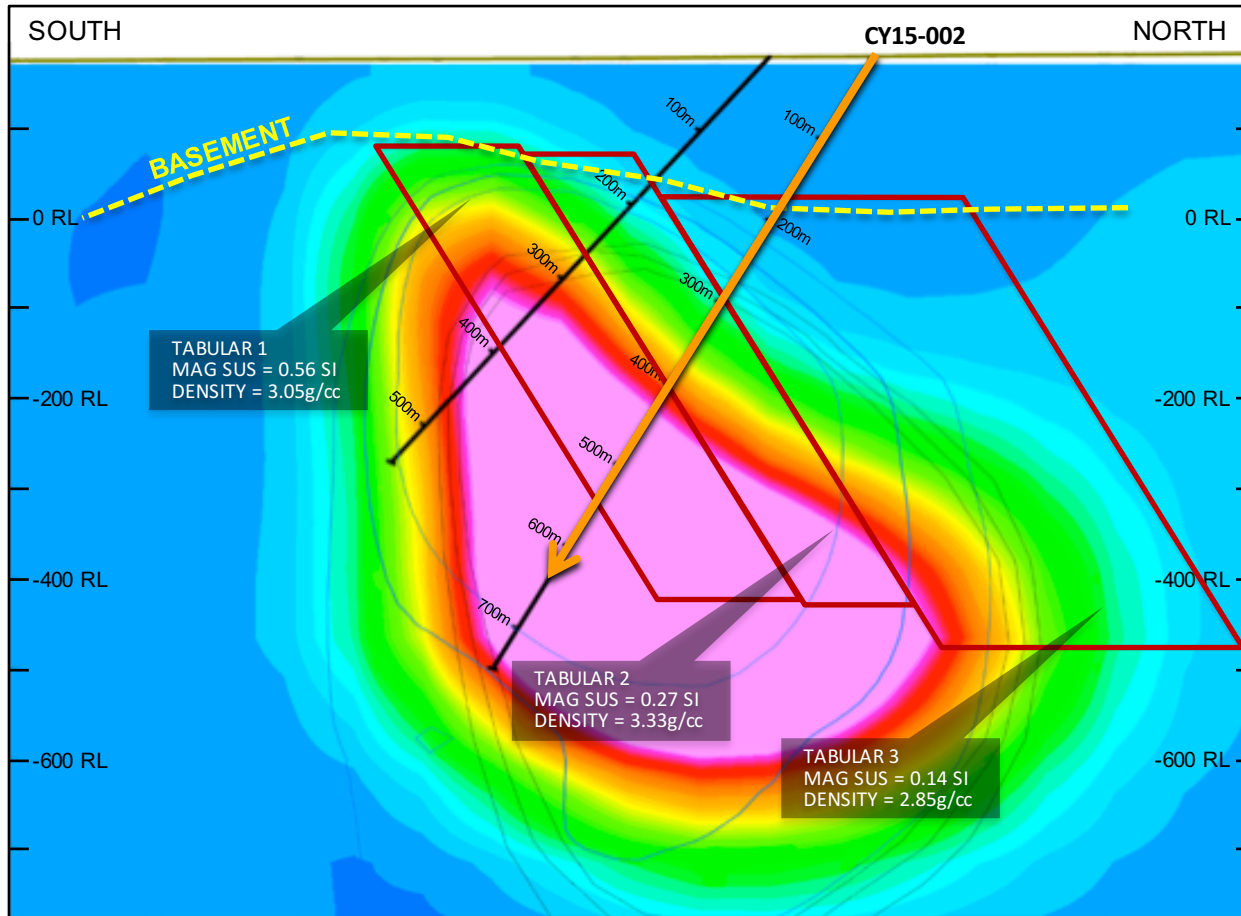 SOUTH
CY15-002
NORTH
100m
100m
BASEMENT
200m
0 RL
200m
0 RL
300m
300m
400m
400m
TABULAR 1
MAG SUS = 0.56 SI
DENSITY = 3.05g/cc
-200 RL
500m
-200 RL
500m
600m
-400 RL
-400 RL
700m
TABULAR 2
MAG SUS = 0.27 SI
DENSITY = 3.33g/cc
-600 RL
TABULAR 3
MAG SUS = 0.14 SI
DENSITY = 2.85g/cc
-600 RL